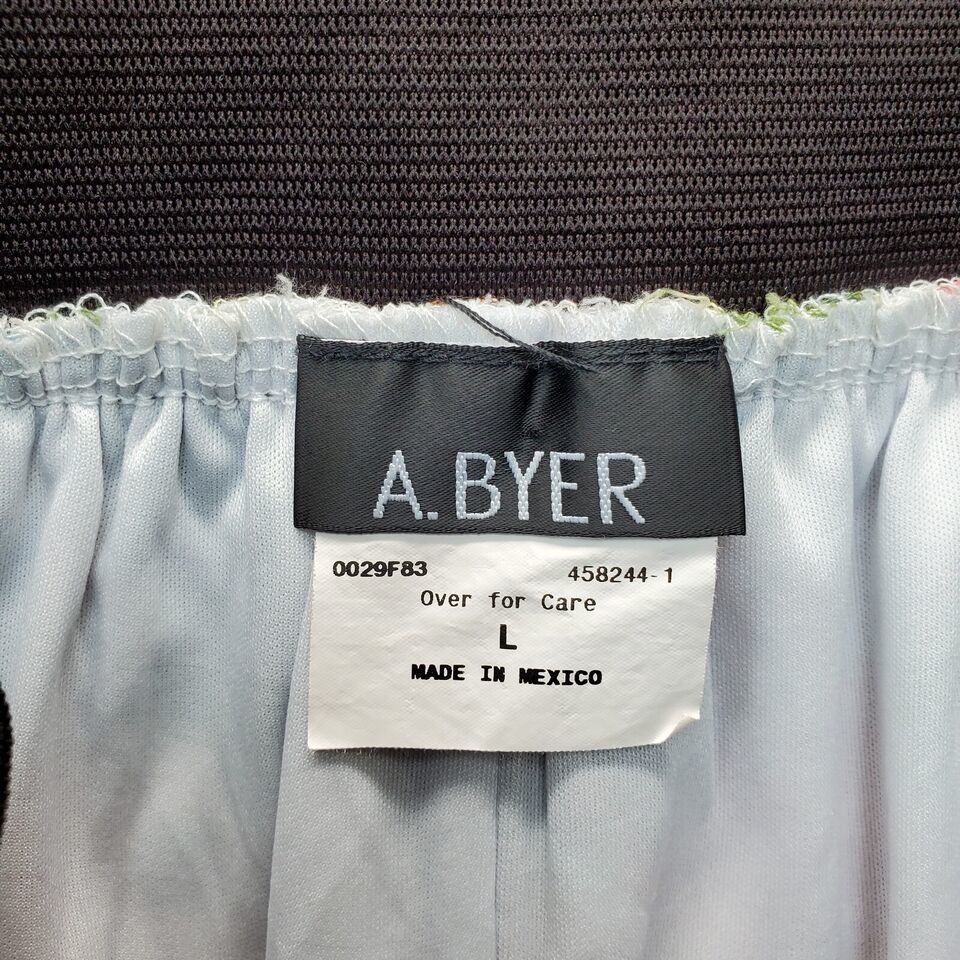 A. BYER
0029F83 458244-1
Over for Care
L
MADE IN MEXICO